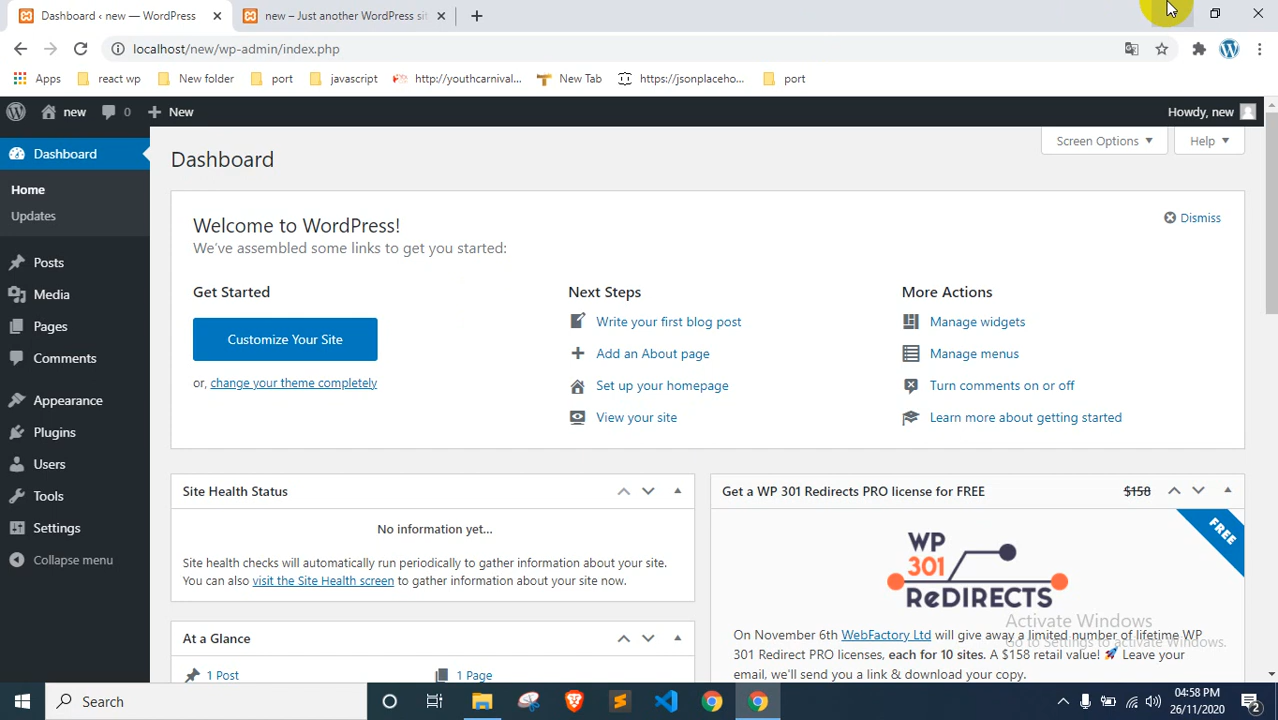 Dashboard ‹ new — WordPress
new – Just another WordPress sit
localhost/new/wp-admin/index.php
Apps
react wp
New folder
port
javascript
http://youthcarnival...
New Tab
https://jsonplaceho...
port
new
0
New
Howdy, new
Dashboard
Home
Updates
Posts
Media
Pages
Comments
Appearance
Plugins
Users
Tools
Settings
Collapse menu
Screen Options
Help
Dashboard
Welcome to WordPress!
We've assembled some links to get you started:
Dismiss
Get Started
Customize Your Site
or, change your theme completely
Next Steps
Write your first blog post
Add an About page
Set up your homepage
View your site
More Actions
Manage widgets
Manage menus
Turn comments on or off
Learn more about getting started
Site Health Status
No information yet...
Site health checks will automatically run periodically to gather information about your site.
You can also visit the Site Health screen to gather information about your site now.
At a Glance
1 Post
1 Page
Get a WP 301 Redirects PRO license for FREE
$158
FREE
WP
301
ReDIRECTS
On November 6th WebFactory Ltd will give away a limited number of lifetime WP
301 Redirect PRO licenses, each for 10 sites. A $158 retail value! 🚀 Leave your
email, we'll send you a link & download your copy.
Activate Windows
Go to Settings to activate Windows.
Search
04:58 PM
26/11/2020
2